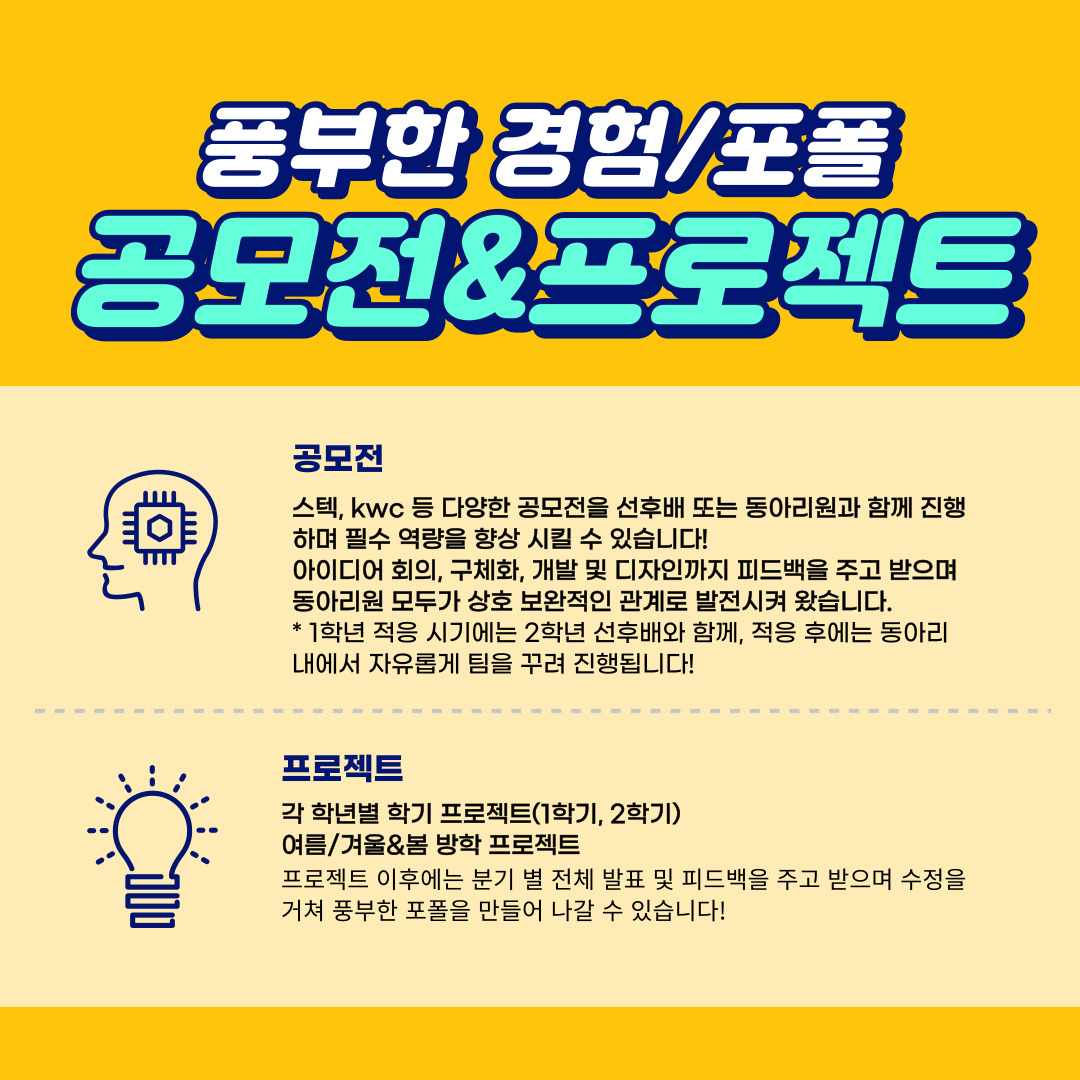 풍부한 경험/포폴
공모전&프로젝트
공모전
스텍, kwc 등 다양한 공모전을 선후배 또는 동아리원과 함께 진행
하며 필수 역량을 향상 시킬 수 있습니다!
아이디어 회의, 구체화, 개발 및 디자인까지 피드백을 주고 받으며
동아리원 모두가 상호 보완적인 관계로 발전시켜 왔습니다.
* 1학년 적응 시기에는 2학년 선후배와 함께, 적응 후에는 동아리
내에서 자유롭게 팀을 꾸려 진행됩니다!
프로젝트
각 학년별 학기 프로젝트(1학기, 2학기)
여름/겨울&봄 방학 프로젝트
프로젝트 이후에는 분기 별 전체 발표 및 피드백을 주고 받으며 수정을
거쳐 풍부한 포폴을 만들어 나갈 수 있습니다!